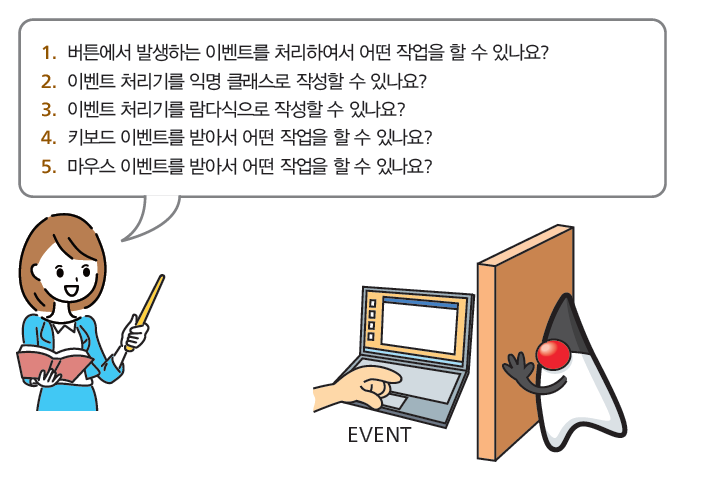 1. 버튼에서 발생하는 이벤트를 처리하여서 어떤 작업을 할 수 있나요?
2. 이벤트 처리기를 익명 클래스로 작성할 수 있나요?
3. 이벤트 처리기를 람다식으로 작성할 수 있나요?
4. 키보드 이벤트를 받아서 어떤 작업을 할 수 있나요?
5. 마우스 이벤트를 받아서 어떤 작업을 할 수 있나요?
EVENT